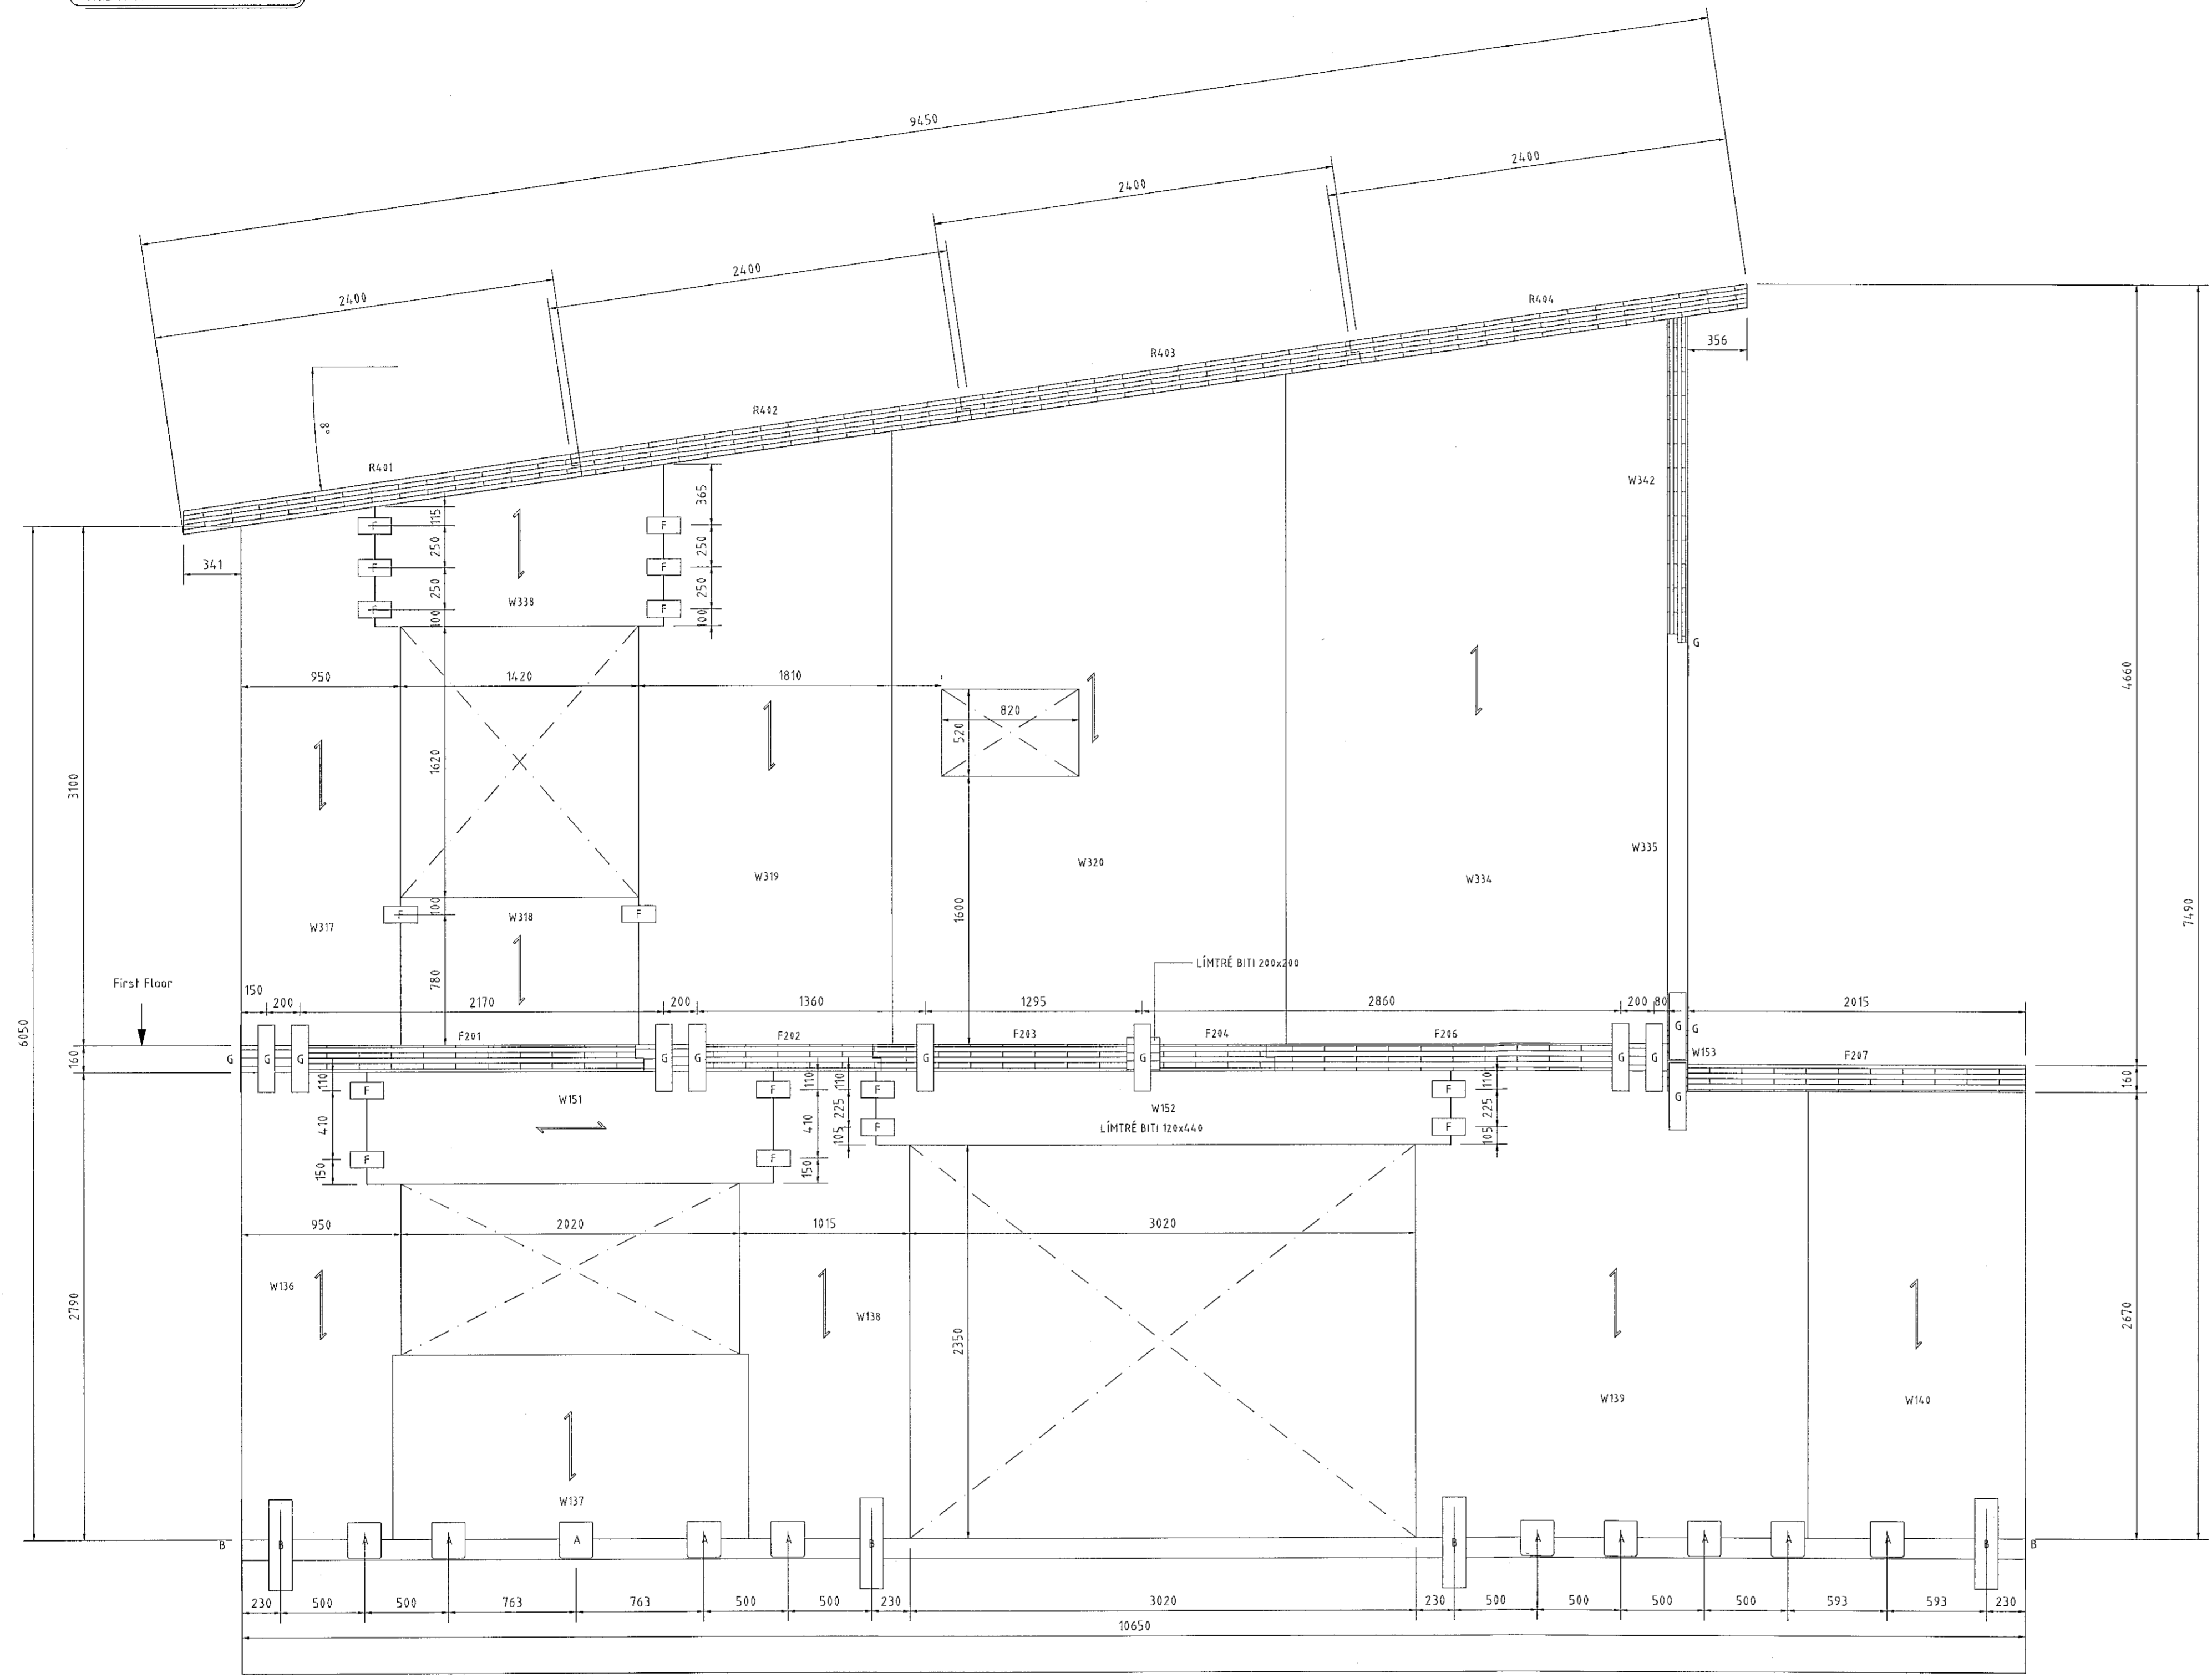 9450
2400
2400
2400
2400
R404
R403
R402
R401
8°
356
341
365
250
250
100
115
250
250
100
F
F
F
F
F
F
W338
W342
G
950
1420
1810
820
520
1620
1600
3100
4660
7490
6050
W317
W318
W319
W320
W334
W335
100
F
F
780
LÍMTRÉ BITI 200x200
First Floor
150
200
2170
200
1360
1295
2860
200
80
2015
F201
F202
F203
F204
F206
F207
G
G
G
G
G
G
G
G
G
G
G
G
W153
160
160
110
410
150
110
410
150
110
225
105
110
225
105
F
F
F
F
F
F
F
F
W151
W152
LÍMTRÉ BITI 120x440
950
2020
1015
3020
2350
2790
2670
W136
W137
W138
W139
W140
B
B
A
A
A
A
A
B
B
A
A
A
A
A
B
B
230
500
500
763
763
500
500
230
3020
230
500
500
500
500
593
593
230
10650